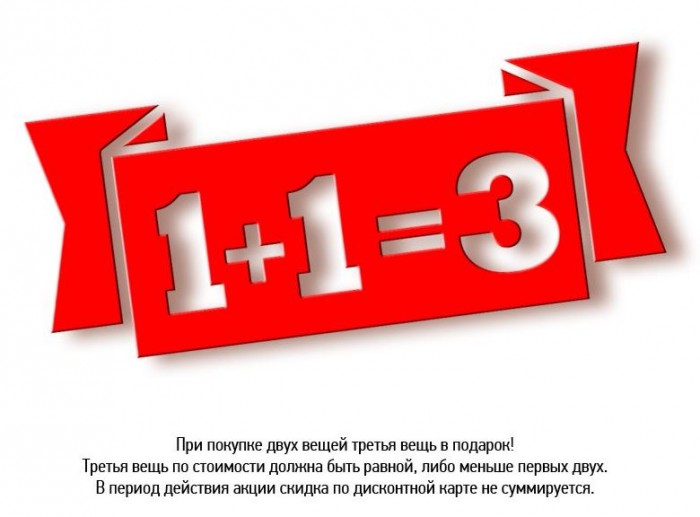 1+1=3
При покупке двух вещей третья вещь в подарок!
Третья вещь по стоимости должна быть равной, либо меньше первых двух.
В период действия акции скидка по дисконтной карте не суммируется.